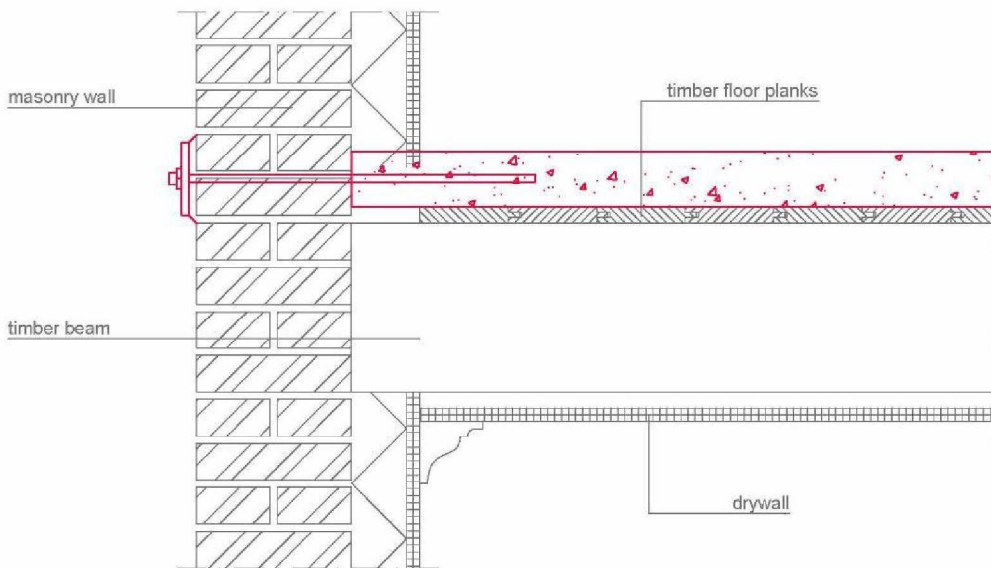 masonry wall
timber floor planks
timber beam
drywall